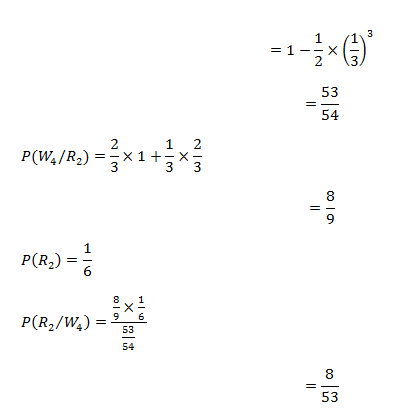 = 1 − 1/2 × (1/3)^3
= 53/54
P(W₄/R₂) = 2/3 × 1 + 1/3 × 2/3
= 8/9
P(R₂) = 1/6
P(R₂/W₄) = (8/9 × 1/6)/(53/54)
= 8/53